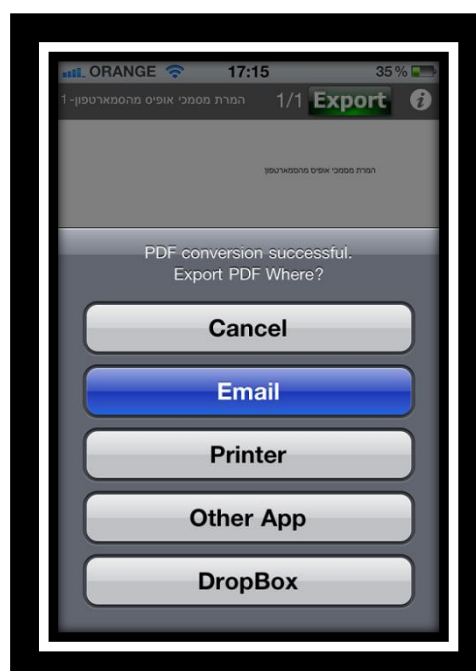 ORANGE 17:15 35%
המרת מסמכי אופיס מהסמארטפון- 1 1/1 Export i
המרת מסמכי אופיס מהסמארטפון
PDF conversion successful.
Export PDF Where?
Cancel
Email
Printer
Other App
DropBox